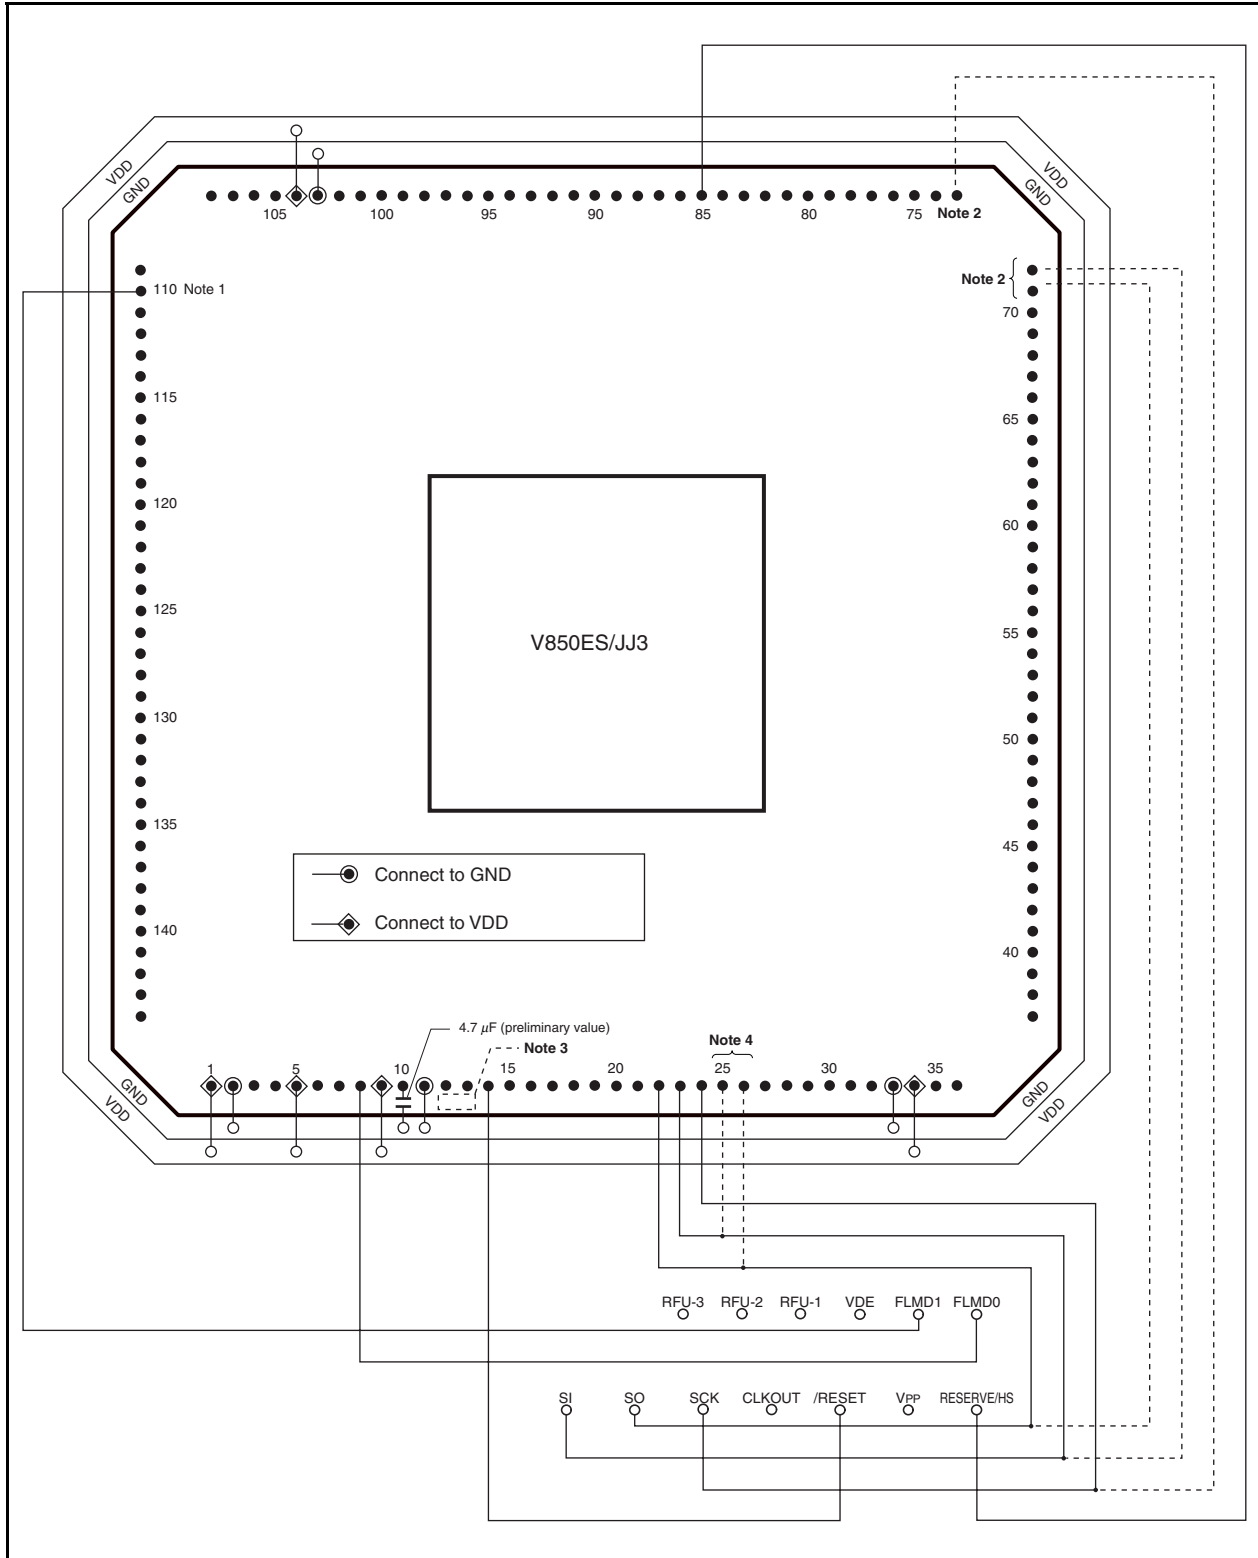 VDD
GND
VDD
GND
105
100
95
90
85
80
75
Note 2
110 Note 1
Note 2
70
115
65
120
60
125
55
V850ES/JJ3
130
50
135
45
Connect to GND
Connect to VDD
140
40
4.7 μF (preliminary value)
Note 3
Note 4
1
5
10
15
20
25
30
35
GND
VDD
GND
VDD
RFU-3
RFU-2
RFU-1
VDE
FLMD1
FLMD0
SI
SO
SCK
CLKOUT
/RESET
VPP
RESERVE/HS